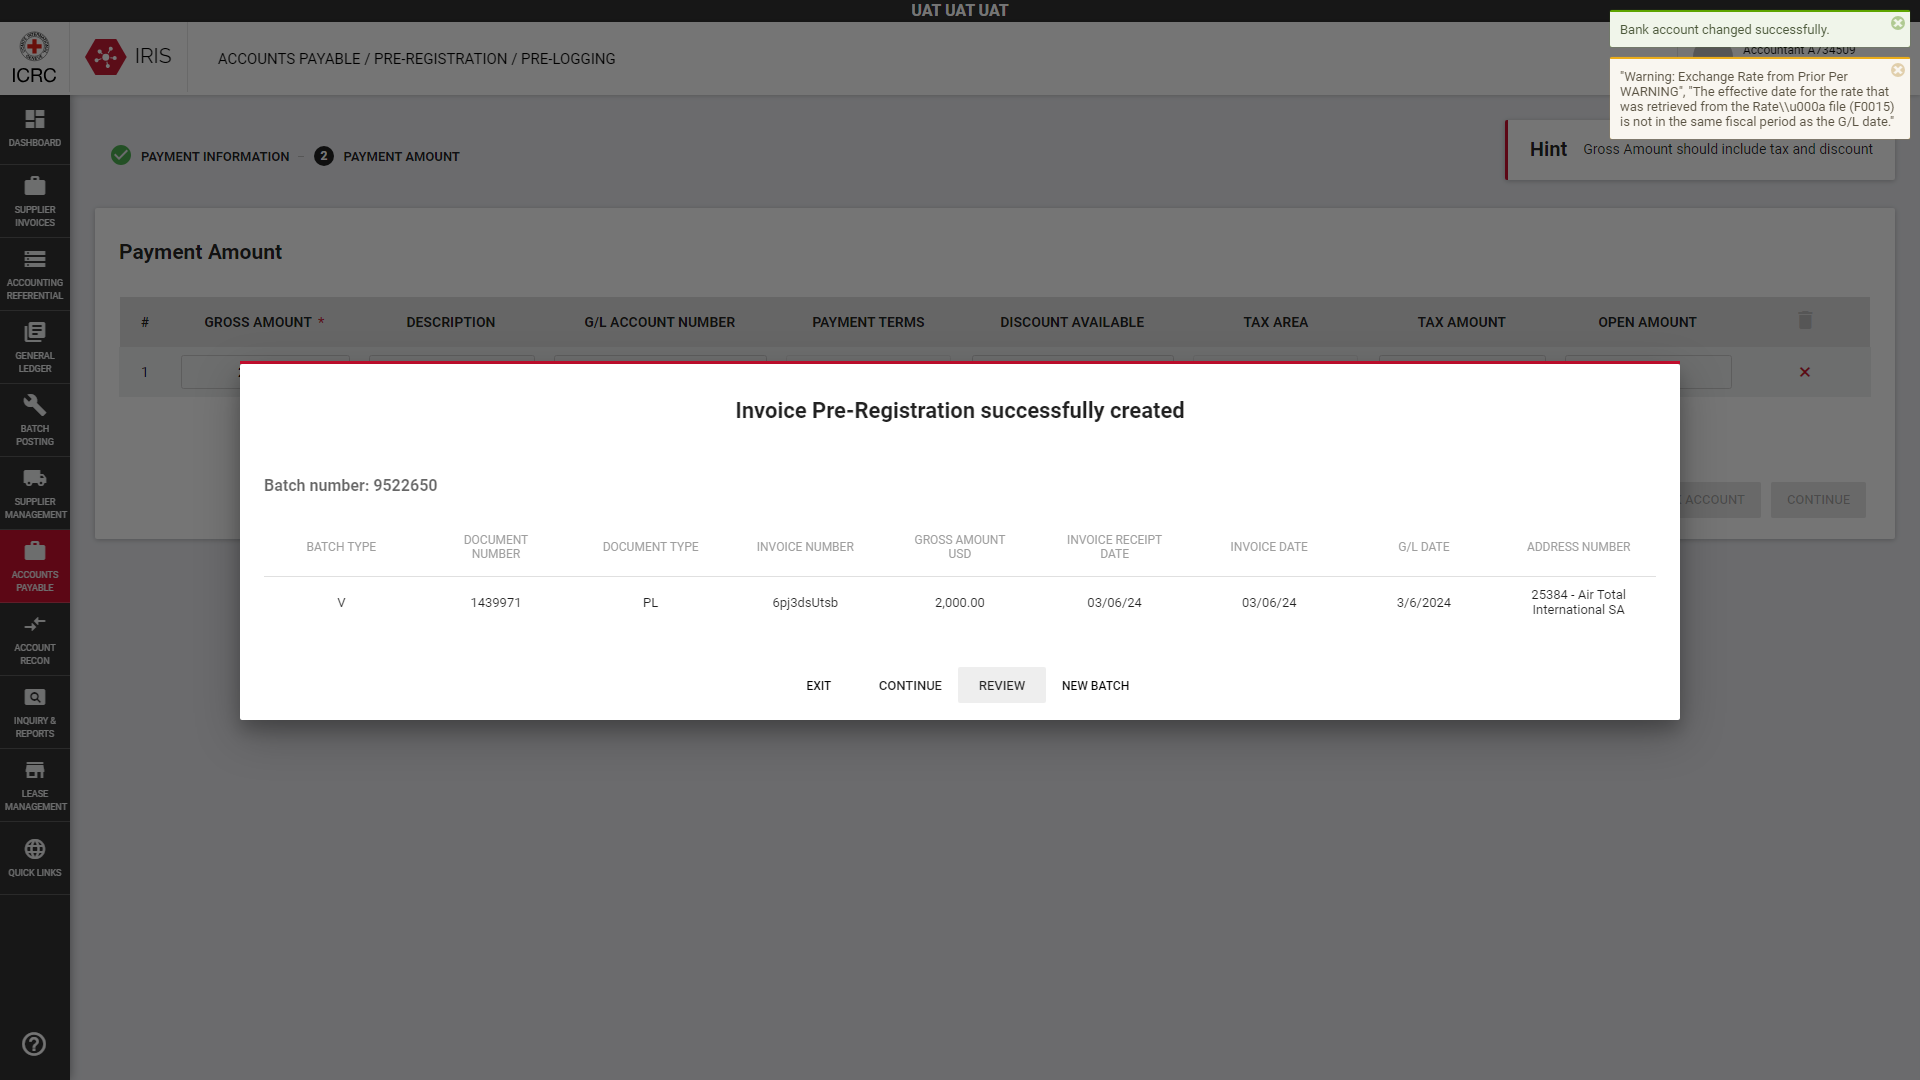 UAT UAT UAT
ICRC
IRIS
ACCOUNTS PAYABLE / PRE-REGISTRATION / PRE-LOGGING
Accountant A734509
Bank account changed successfully.
"Warning: Exchange Rate from Prior Per
WARNING", "The effective date for the rate that
was retrieved from the Rate\\u000a file (F0015)
is not in the same fiscal period as the G/L date."
Hint Gross Amount should include tax and discount
DASHBOARD
SUPPLIER
INVOICES
ACCOUNTING
REFERENTIAL
GENERAL
LEDGER
BATCH
POSTING
SUPPLIER
MANAGEMENT
ACCOUNTS
PAYABLE
ACCOUNT
RECON
INQUIRY &
REPORTS
LEASE
MANAGEMENT
QUICK LINKS
PAYMENT INFORMATION
2 PAYMENT AMOUNT
Payment Amount
# GROSS AMOUNT * DESCRIPTION G/L ACCOUNT NUMBER PAYMENT TERMS DISCOUNT AVAILABLE TAX AREA TAX AMOUNT OPEN AMOUNT
1
ACCOUNT CONTINUE
Invoice Pre-Registration successfully created
Batch number: 9522650
BATCH TYPE DOCUMENT NUMBER DOCUMENT TYPE INVOICE NUMBER GROSS AMOUNT USD INVOICE RECEIPT DATE INVOICE DATE G/L DATE ADDRESS NUMBER
V 1439971 PL 6pj3dsUtsb 2,000.00 03/06/24 03/06/24 3/6/2024 25384 - Air Total International SA
EXIT CONTINUE REVIEW NEW BATCH